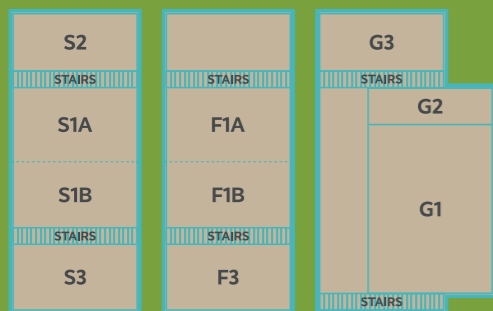 S2
STAIRS
S1A
S1B
STAIRS
S3
STAIRS
F1A
F1B
STAIRS
F3
G3
STAIRS
G2
G1
STAIRS